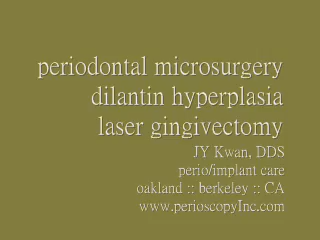 periodontal microsurgery
dilantin hyperplasia
laser gingivectomy
JY Kwan, DDS
perio/implant care
oakland :: berkeley :: CA
www.perioscopyInc.com